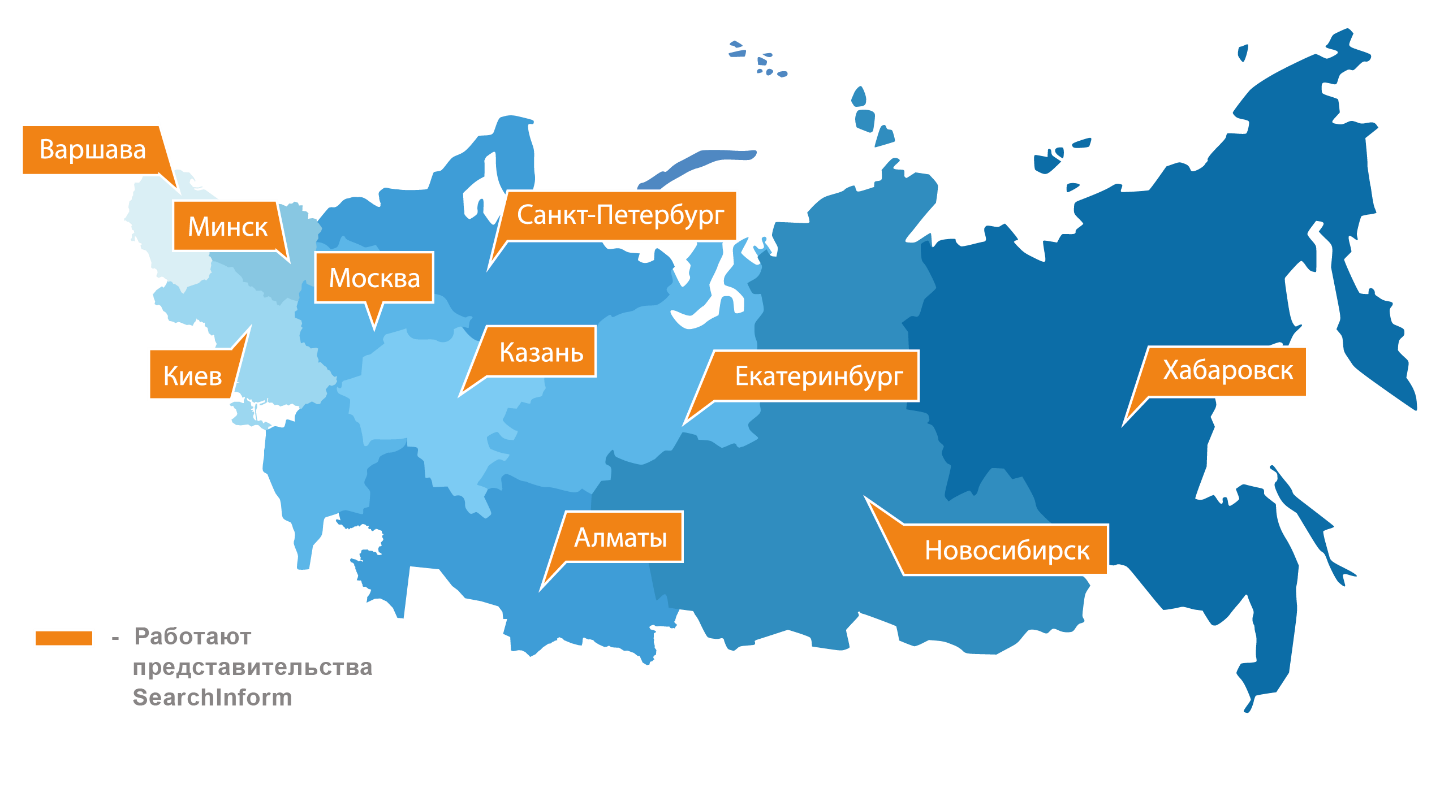 Варшава
Минск
Санкт-Петербург
Москва
Казань
Киев
Екатеринбург
Хабаровск
Алматы
Новосибирск
- Работают
представительства
SearchInform